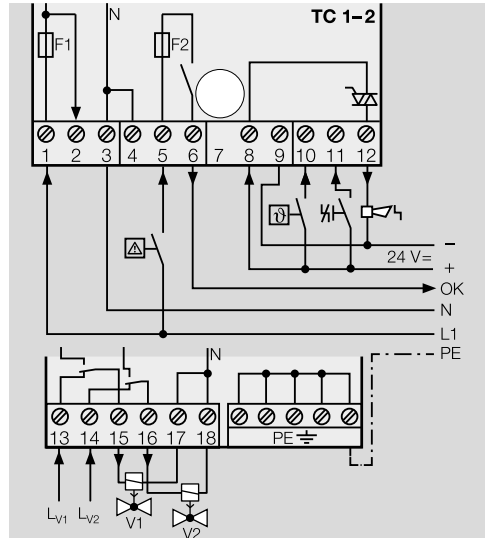 N
TC 1–2
F1
F2
1 2 3 4 5 6 7 8 9 10 11 12
ϑ
24 V=
–
+
OK
N
L1
PE
N
13 14 15 16 17 18
PE
LV1
LV2
V1
V2